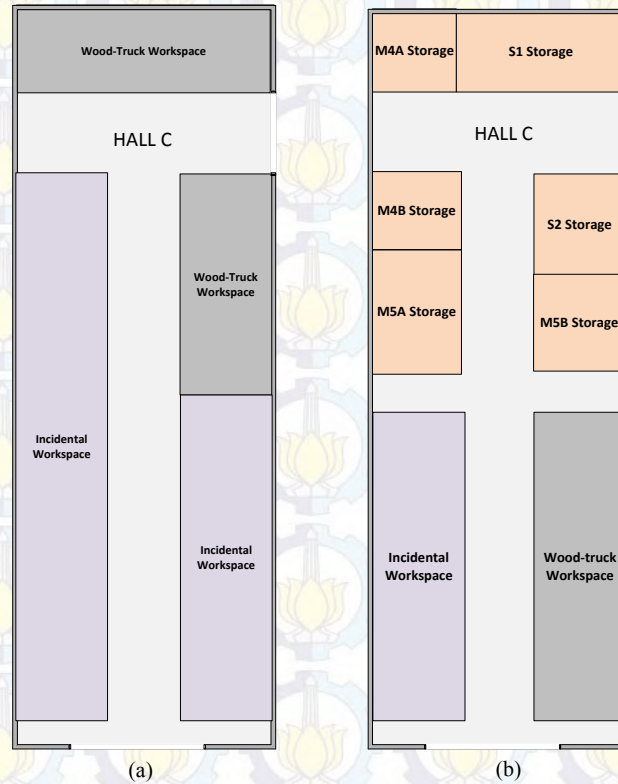 Wood-Truck Workspace
HALL C
Wood-Truck
Workspace
Incidental
Workspace
Incidental
Workspace
(a)
M4A Storage
S1 Storage
HALL C
M4B Storage
S2 Storage
M5A Storage
M5B Storage
Incidental
Workspace
Wood-truck
Workspace
(b)